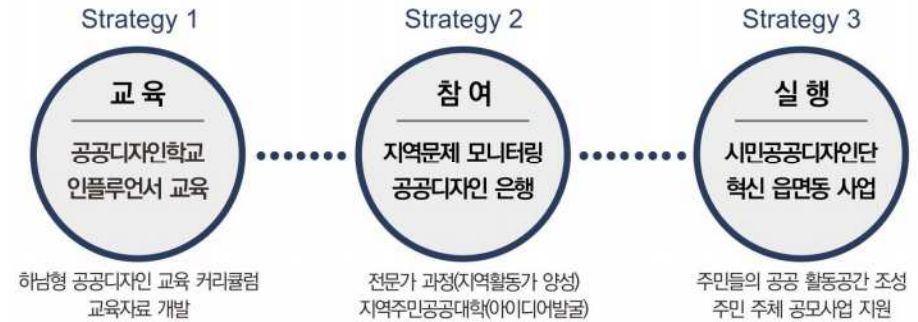 Strategy 1
교육
공공디자인학교
인플루언서 교육
하남형 공공디자인 교육 커리큘럼
교육자료 개발
Strategy 2
참여
지역문제 모니터링
공공디자인 은행
전문가 과정(지역활동가 양성)
지역주민공공대학(아이디어발굴)
Strategy 3
실행
시민공공디자인단
혁신 읍면동 사업
주민들의 공공 활동공간 조성
주민 주체 공모사업 지원